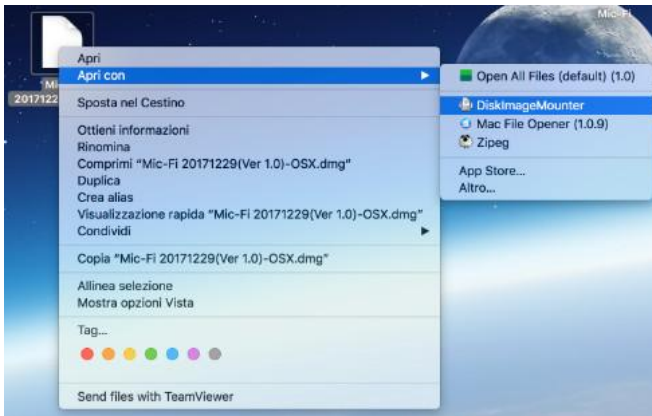 Mic-Fi
Mi
2017122
Apri
Apri con
Sposta nel Cestino
Ottieni informazioni
Rinomina
Comprimi “Mic-Fi 20171229(Ver 1.0)-OSX.dmg”
Duplica
Crea alias
Visualizzazione rapida “Mic-Fi 20171229(Ver 1.0)-OSX.dmg”
Condividi
Copia “Mic-Fi 20171229(Ver 1.0)-OSX.dmg”
Allinea selezione
Mostra opzioni Vista
Tag...
Send files with TeamViewer
Open All Files (default) (1.0)
DiskImageMounter
Mac File Opener (1.0.9)
Zipeg
App Store...
Altro...